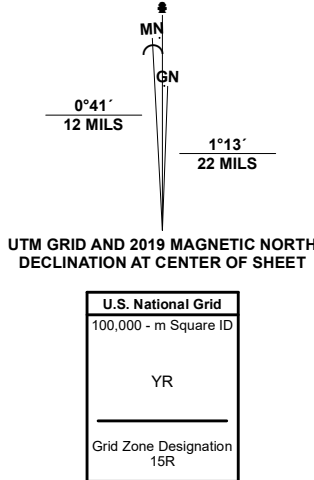 MN
GN
0°41´
12 MILS
1°13´
22 MILS
UTM GRID AND 2019 MAGNETIC NORTH
DECLINATION AT CENTER OF SHEET
U.S. National Grid
100,000 - m Square ID
YR
Grid Zone Designation
15R